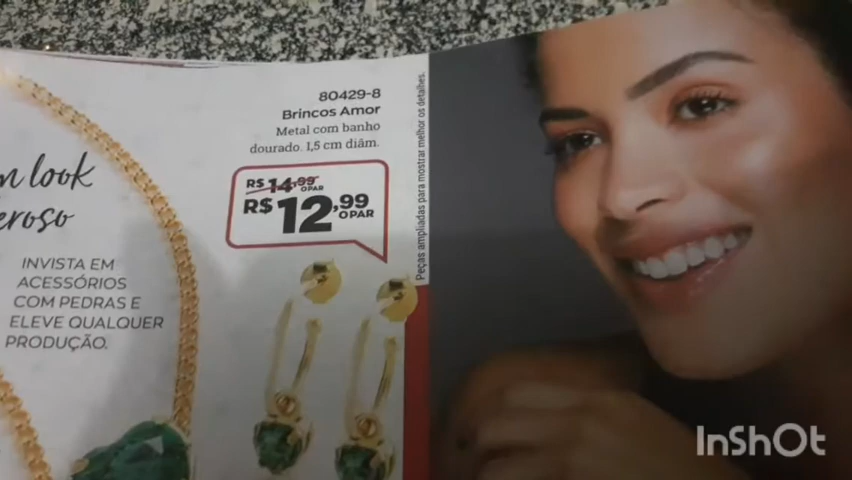 80429-8
Brincos Amor
Metal com banho
dourado. 1,5 cm diâm.
R$ 14,99
O PAR
R$ 12,99
O PAR
look
INVISTA EM
ACESSÓRIOS
COM PEDRAS E
ELEVE QUALQUER
PRODUÇÃO.
Peças ampliadas para mostrar melhor os detalhes.
InShOt